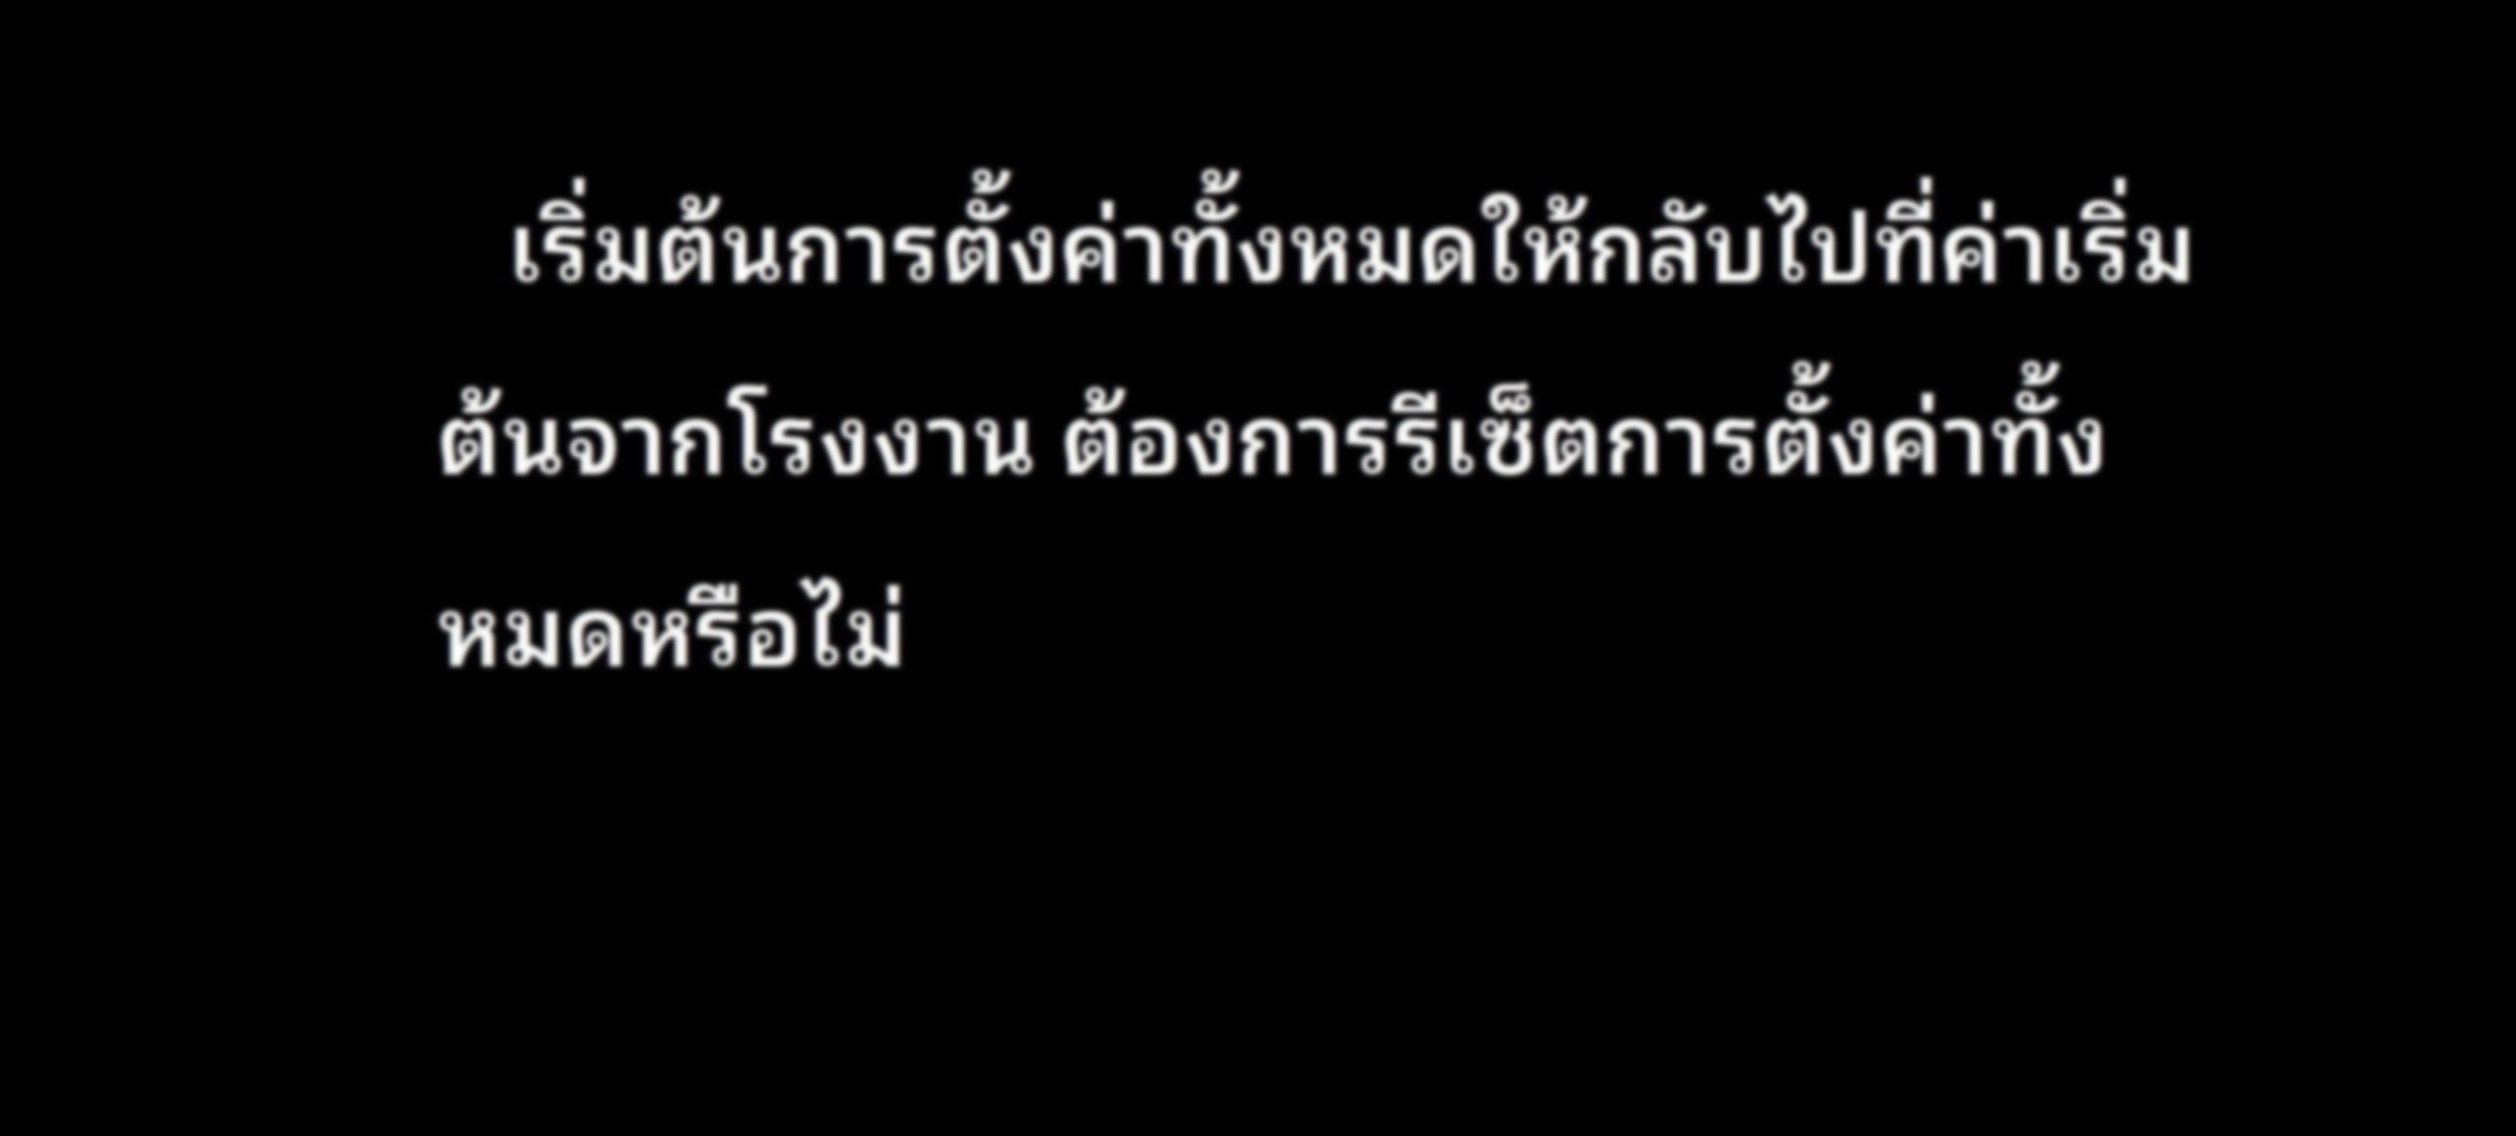 เริ่มต้นการตั้งค่าทั้งหมดให้กลับไปที่ค่าเริ่ม
ต้นจากโรงงาน ต้องการรีเซ็ตการตั้งค่าทั้ง
หมดหรือไม่